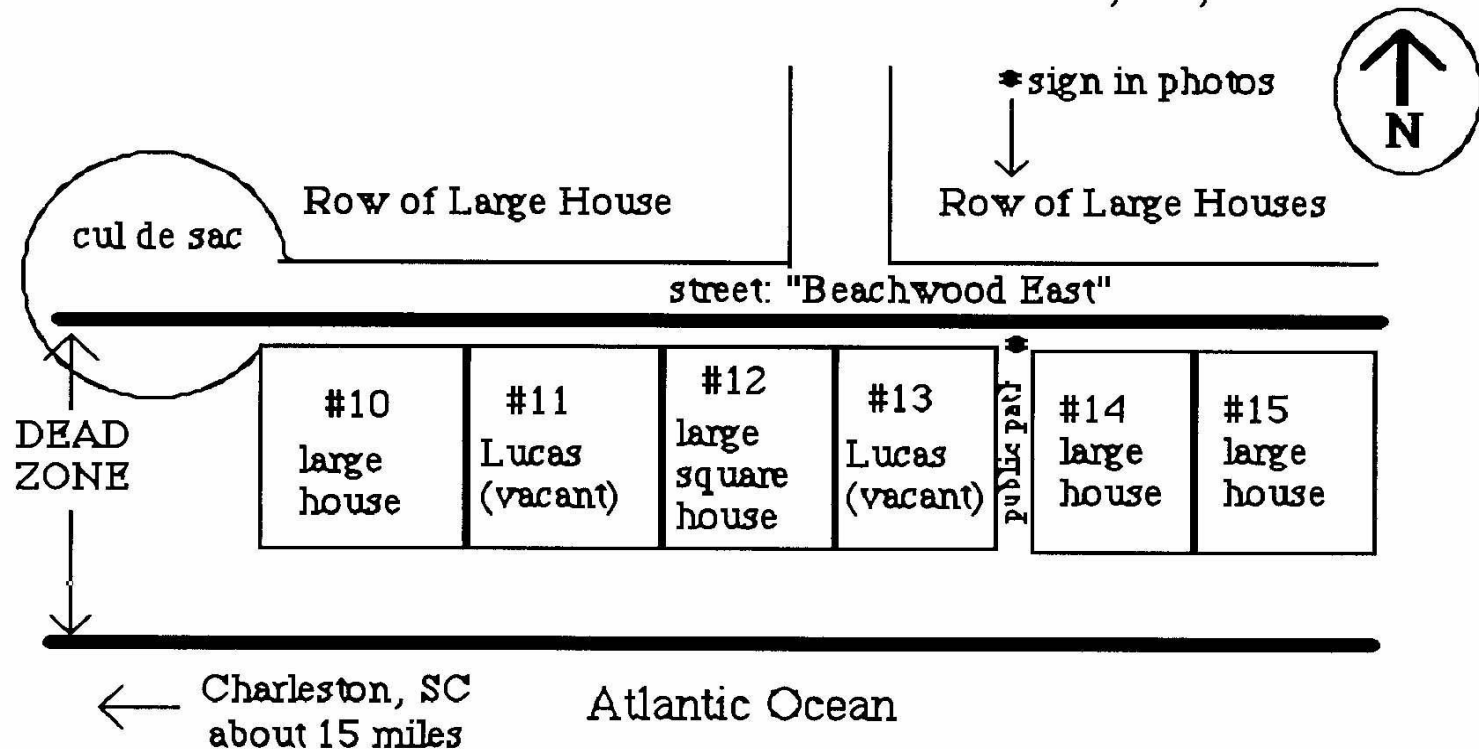 sign in photos
N
Row of Large House
Row of Large Houses
cul de sac
street: "Beachwood East"
DEAD
ZONE
#10
large
house
#11
Lucas
(vacant)
#12
large
square
house
#13
Lucas
(vacant)
public path
#14
large
house
#15
large
house
Charleston, SC
about 15 miles
Atlantic Ocean